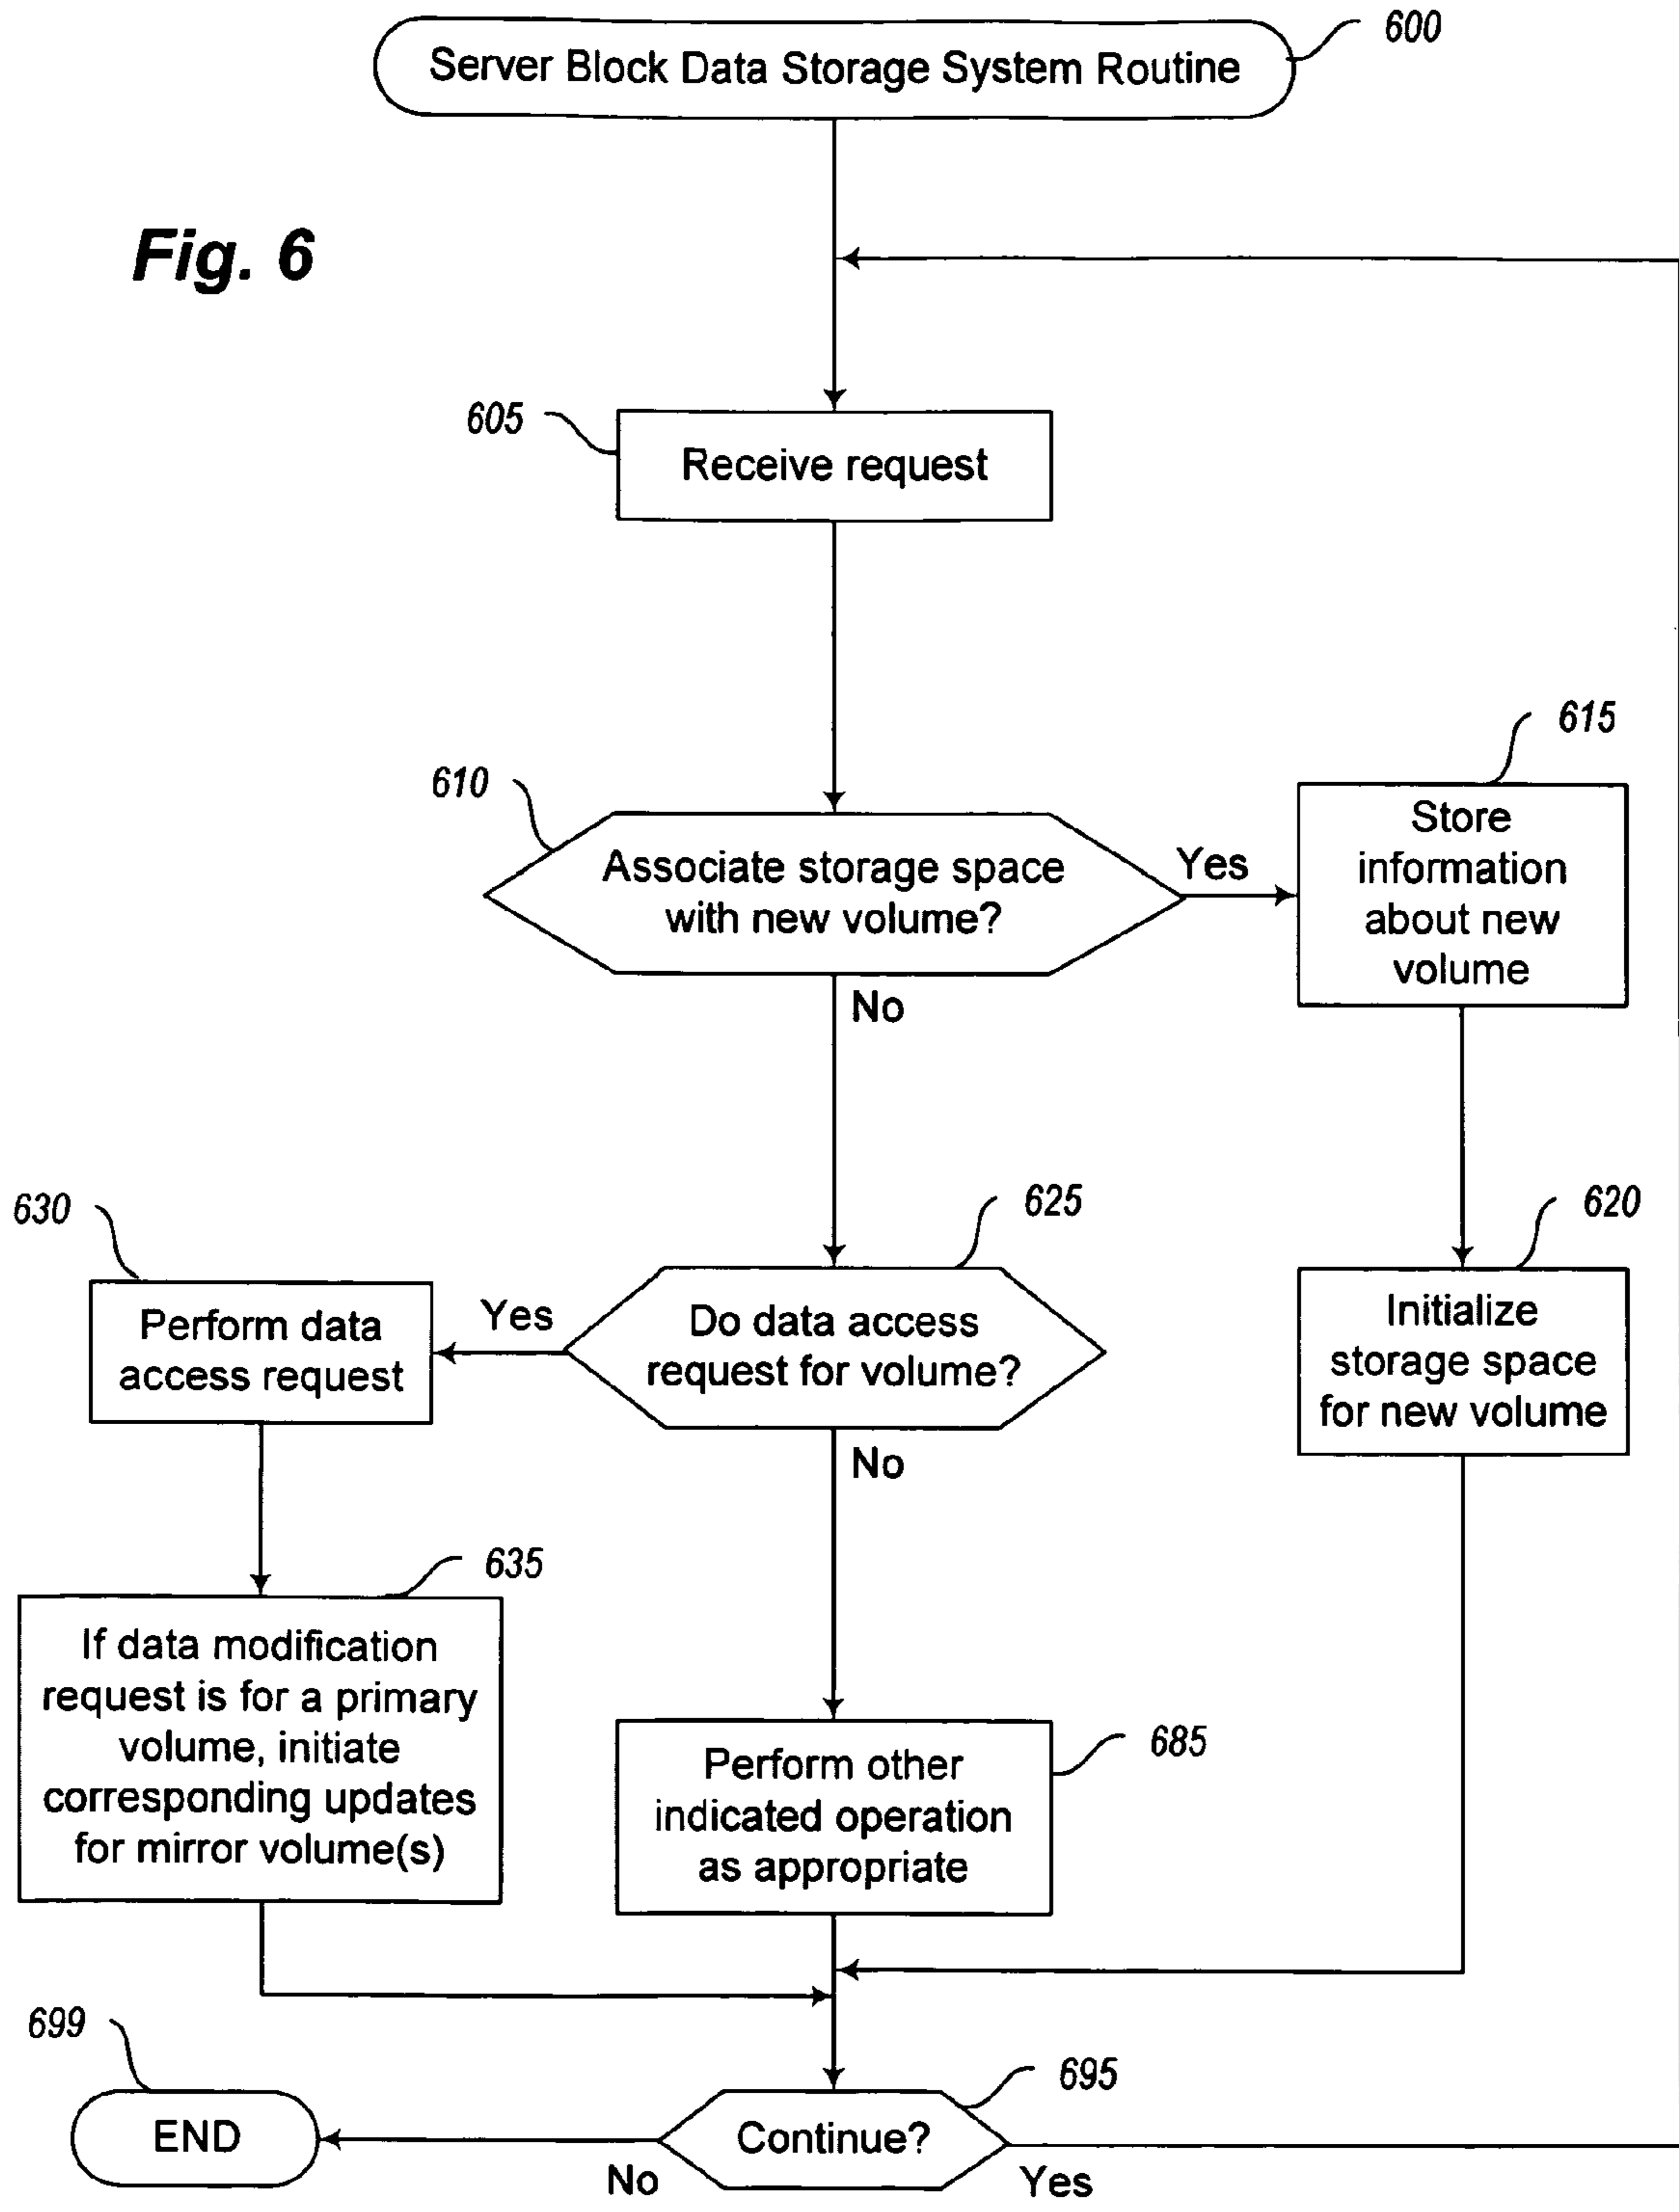 Server Block Data Storage System Routine
600
Fig. 6
605
Receive request
610
Associate storage space
with new volume?
Yes
No
615
Store
information
about new
volume
620
Initialize
storage space
for new volume
625
Do data access
request for volume?
Yes
No
630
Perform data
access request
635
If data modification
request is for a primary
volume, initiate
corresponding updates
for mirror volume(s)
685
Perform other
indicated operation
as appropriate
695
Continue?
No
Yes
699
END